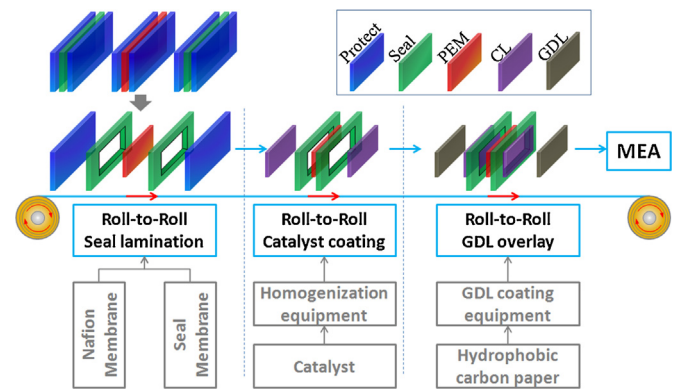 Protect
Seal
PEM
CL
GDL
MEA
Roll-to-Roll
Seal lamination
Roll-to-Roll
Catalyst coating
Roll-to-Roll
GDL overlay
Nafion
Membrane
Seal
Membrane
Homogenization
equipment
GDL coating
equipment
Catalyst
Hydrophobic
carbon paper